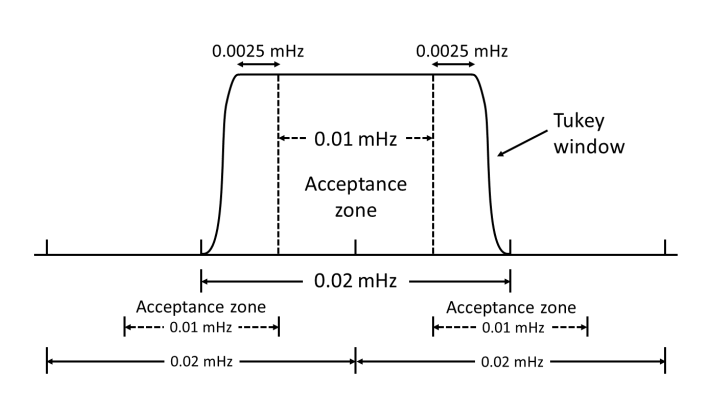 0.0025 mHz
0.0025 mHz
Tukey
window
0.01 mHz
Acceptance
zone
0.02 mHz
Acceptance zone
Acceptance zone
0.01 mHz
0.01 mHz
0.02 mHz
0.02 mHz